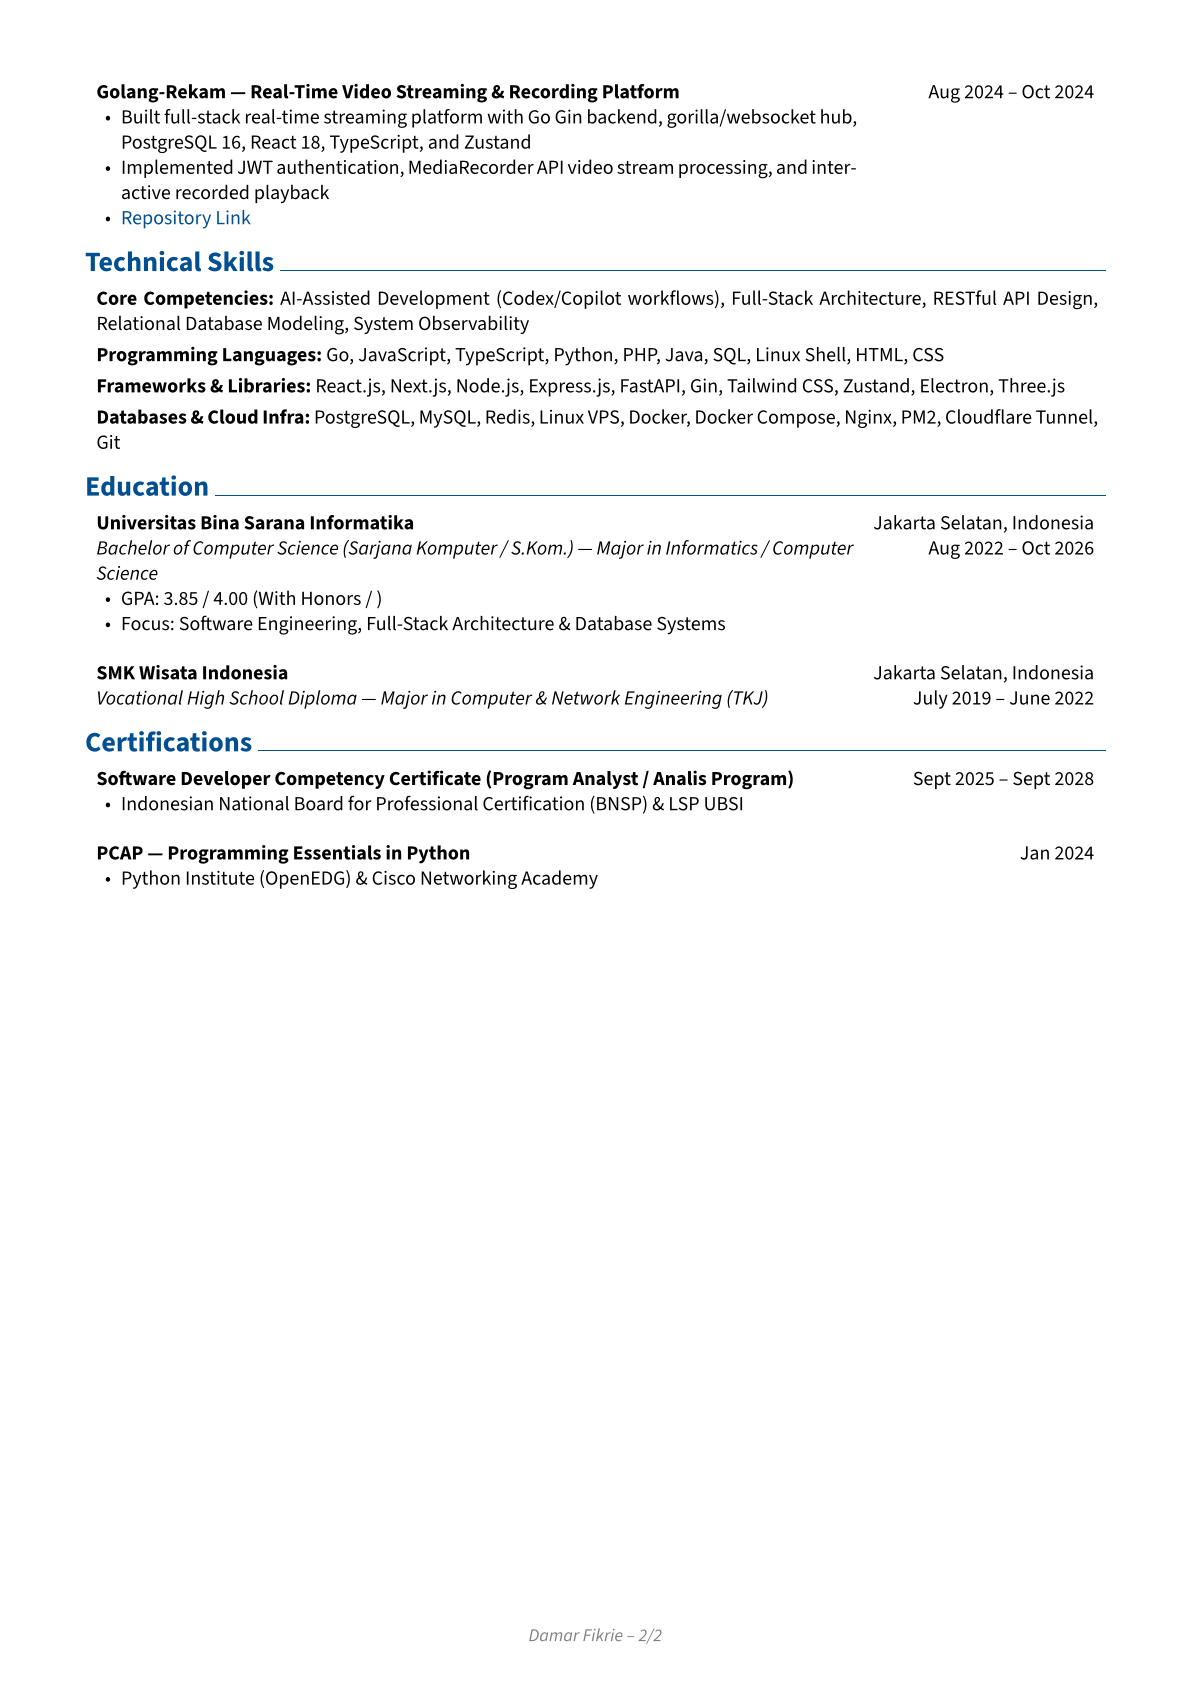 Golang-Rekam — Real-Time Video Streaming & Recording Platform Aug 2024 – Oct 2024
• Built full-stack real-time streaming platform with Go Gin backend, gorilla/websocket hub,
PostgreSQL 16, React 18, TypeScript, and Zustand
• Implemented JWT authentication, MediaRecorder API video stream processing, and inter-
active recorded playback
• Repository Link
Technical Skills
Core Competencies: AI-Assisted Development (Codex/Copilot workflows), Full-Stack Architecture, RESTful API Design,
Relational Database Modeling, System Observability
Programming Languages: Go, JavaScript, TypeScript, Python, PHP, Java, SQL, Linux Shell, HTML, CSS
Frameworks & Libraries: React.js, Next.js, Node.js, Express.js, FastAPI, Gin, Tailwind CSS, Zustand, Electron, Three.js
Databases & Cloud Infra: PostgreSQL, MySQL, Redis, Linux VPS, Docker, Docker Compose, Nginx, PM2, Cloudflare Tunnel,
Git
Education
Universitas Bina Sarana Informatika Jakarta Selatan, Indonesia
Bachelor of Computer Science (Sarjana Komputer / S.Kom.) — Major in Informatics / Computer Aug 2022 – Oct 2026
Science
• GPA: 3.85 / 4.00 (With Honors / )
• Focus: Software Engineering, Full-Stack Architecture & Database Systems
SMK Wisata Indonesia Jakarta Selatan, Indonesia
Vocational High School Diploma — Major in Computer & Network Engineering (TKJ) July 2019 – June 2022
Certifications
Software Developer Competency Certificate (Program Analyst / Analis Program) Sept 2025 – Sept 2028
• Indonesian National Board for Professional Certification (BNSP) & LSP UBSI
PCAP — Programming Essentials in Python Jan 2024
• Python Institute (OpenEDG) & Cisco Networking Academy
Damar Fikrie – 2/2